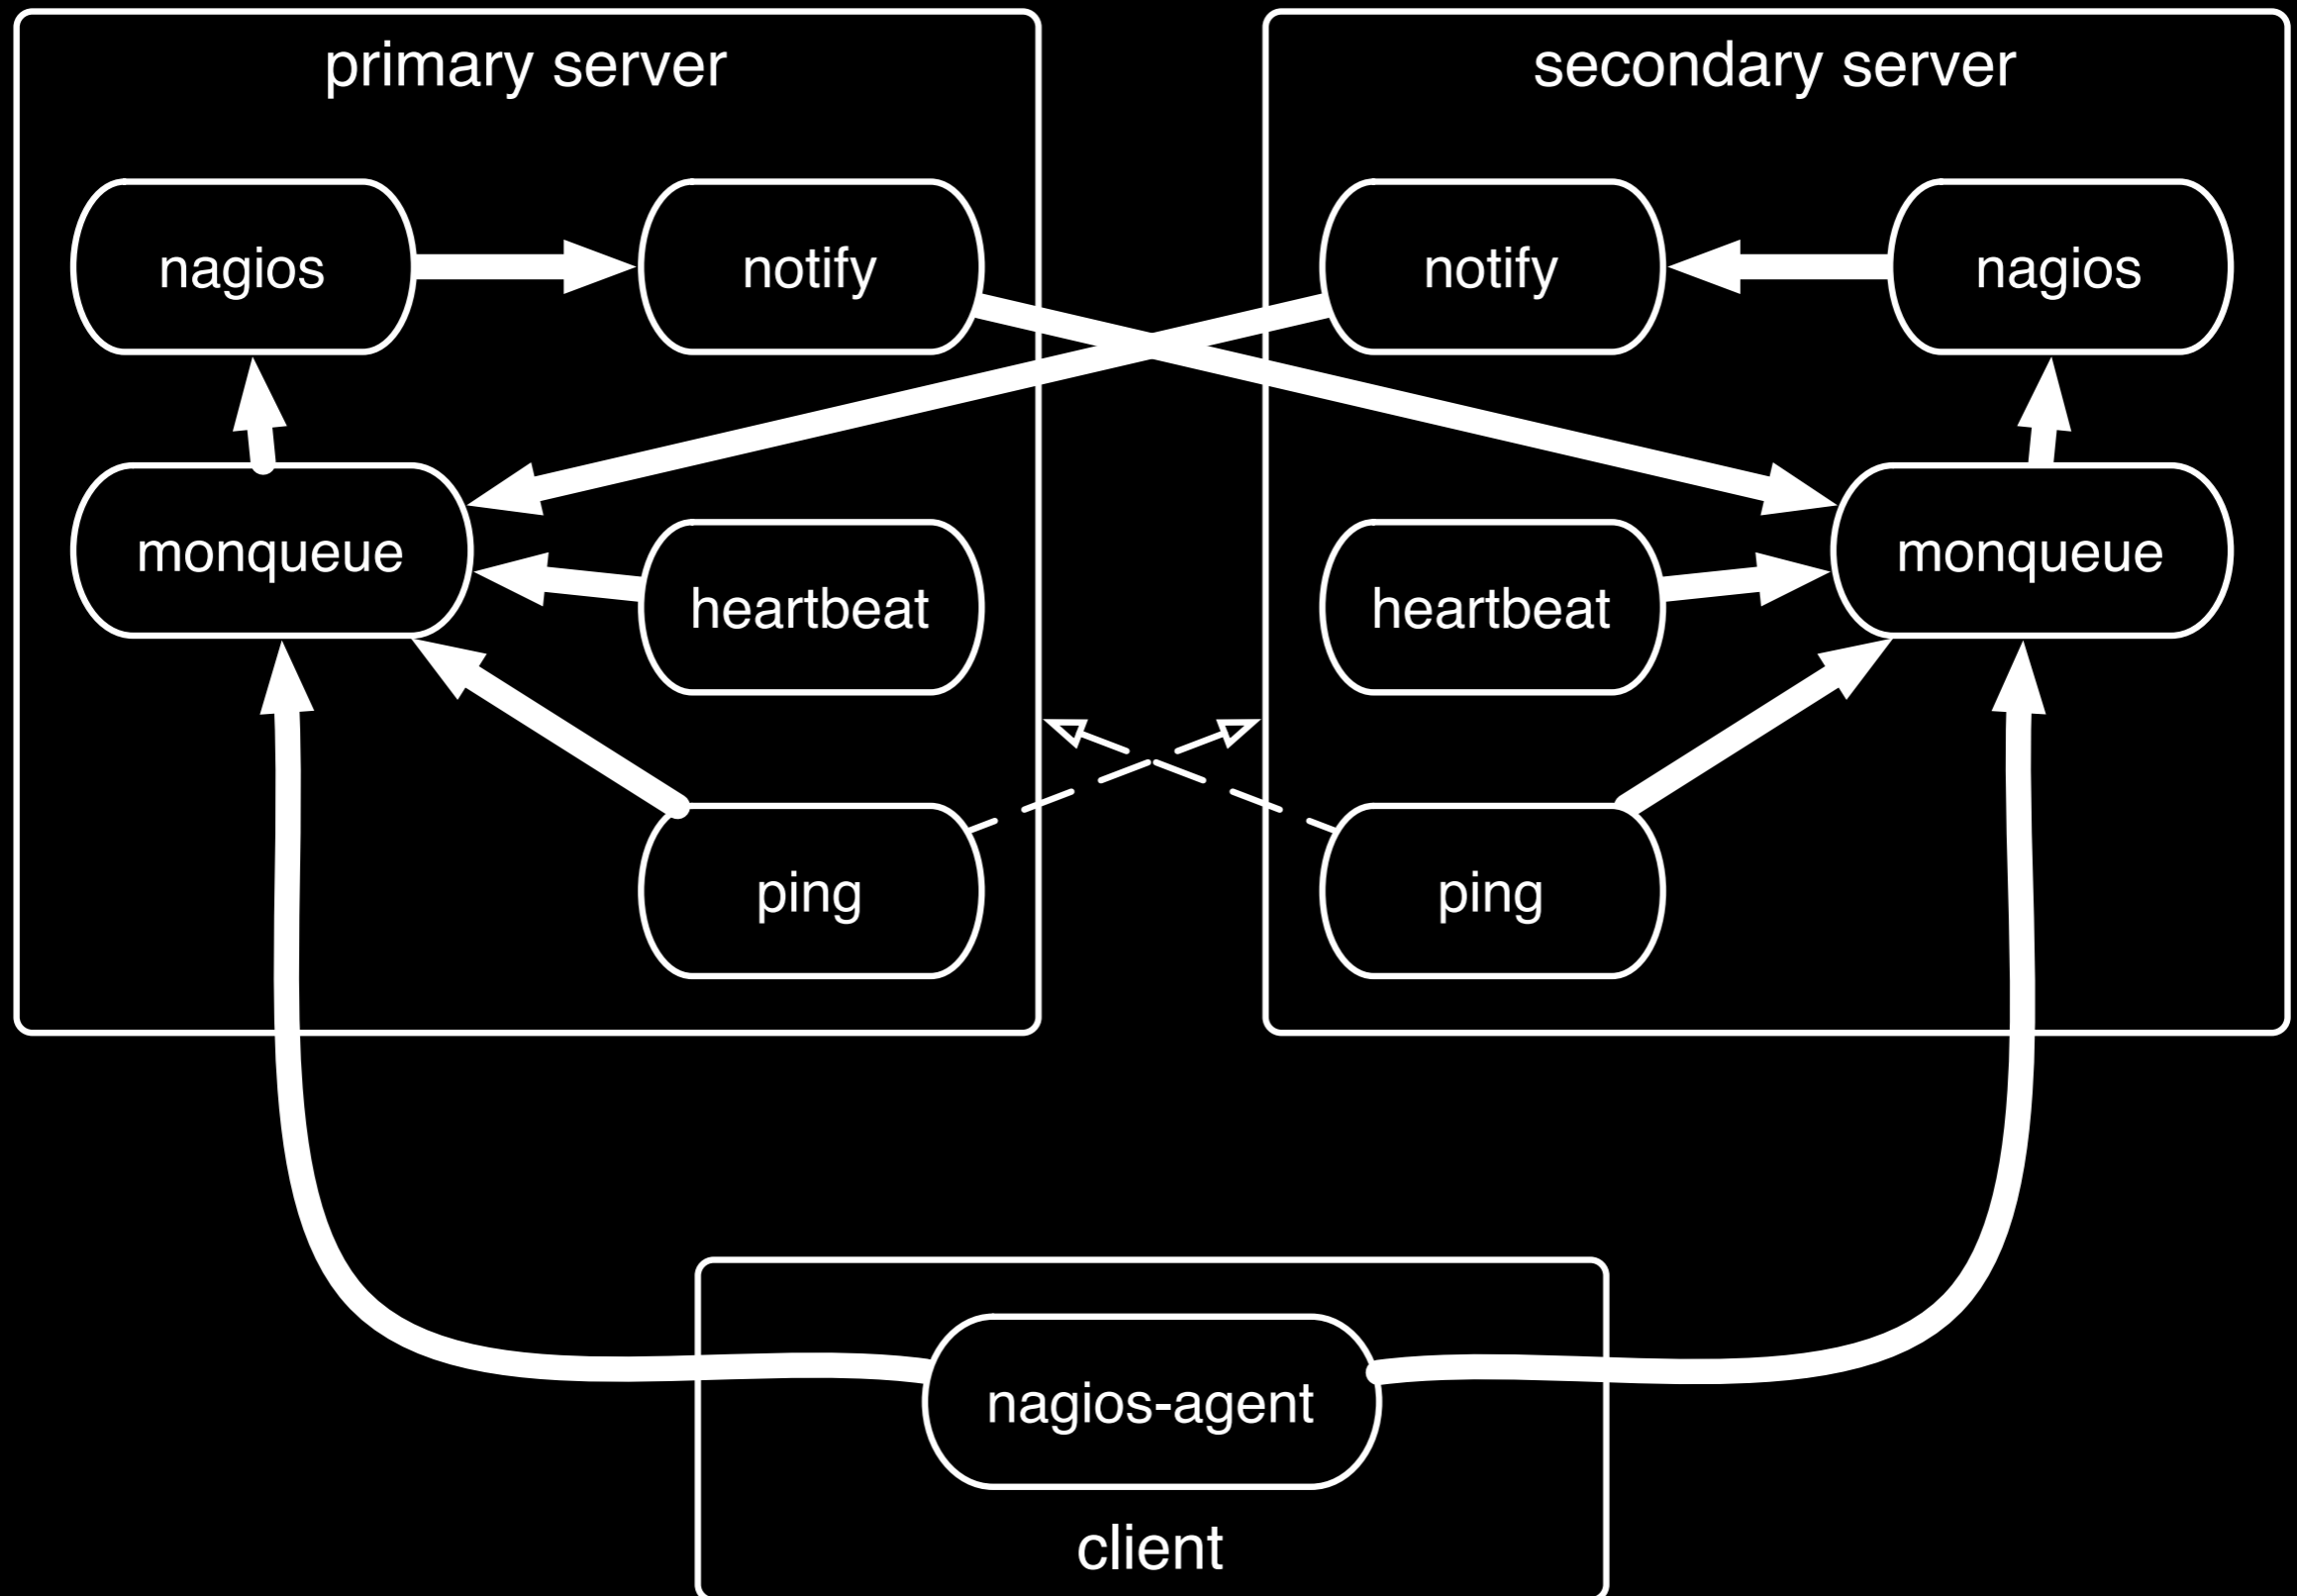 primary server
secondary server
nagios
notify
notify
nagios
monqueue
heartbeat
heartbeat
monqueue
ping
ping
nagios-agent
client